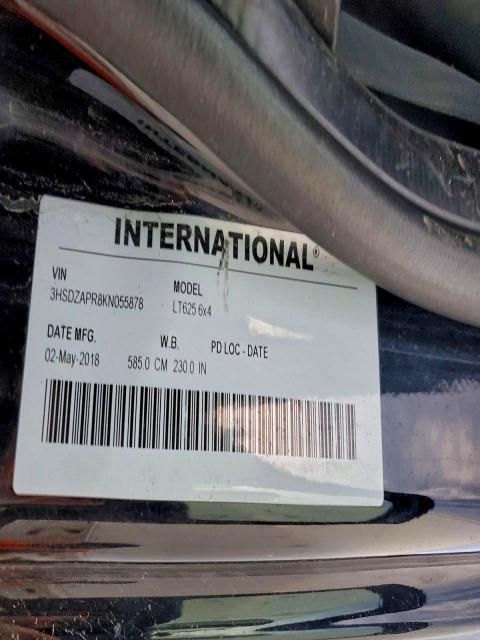 INTERNATIONAL®
VIN MODEL
3HSDZAPR8KN055878 LT625 6x4
DATE MFG. W.B. PD LOC - DATE
02-May-2018 585.0 CM 230.0 IN